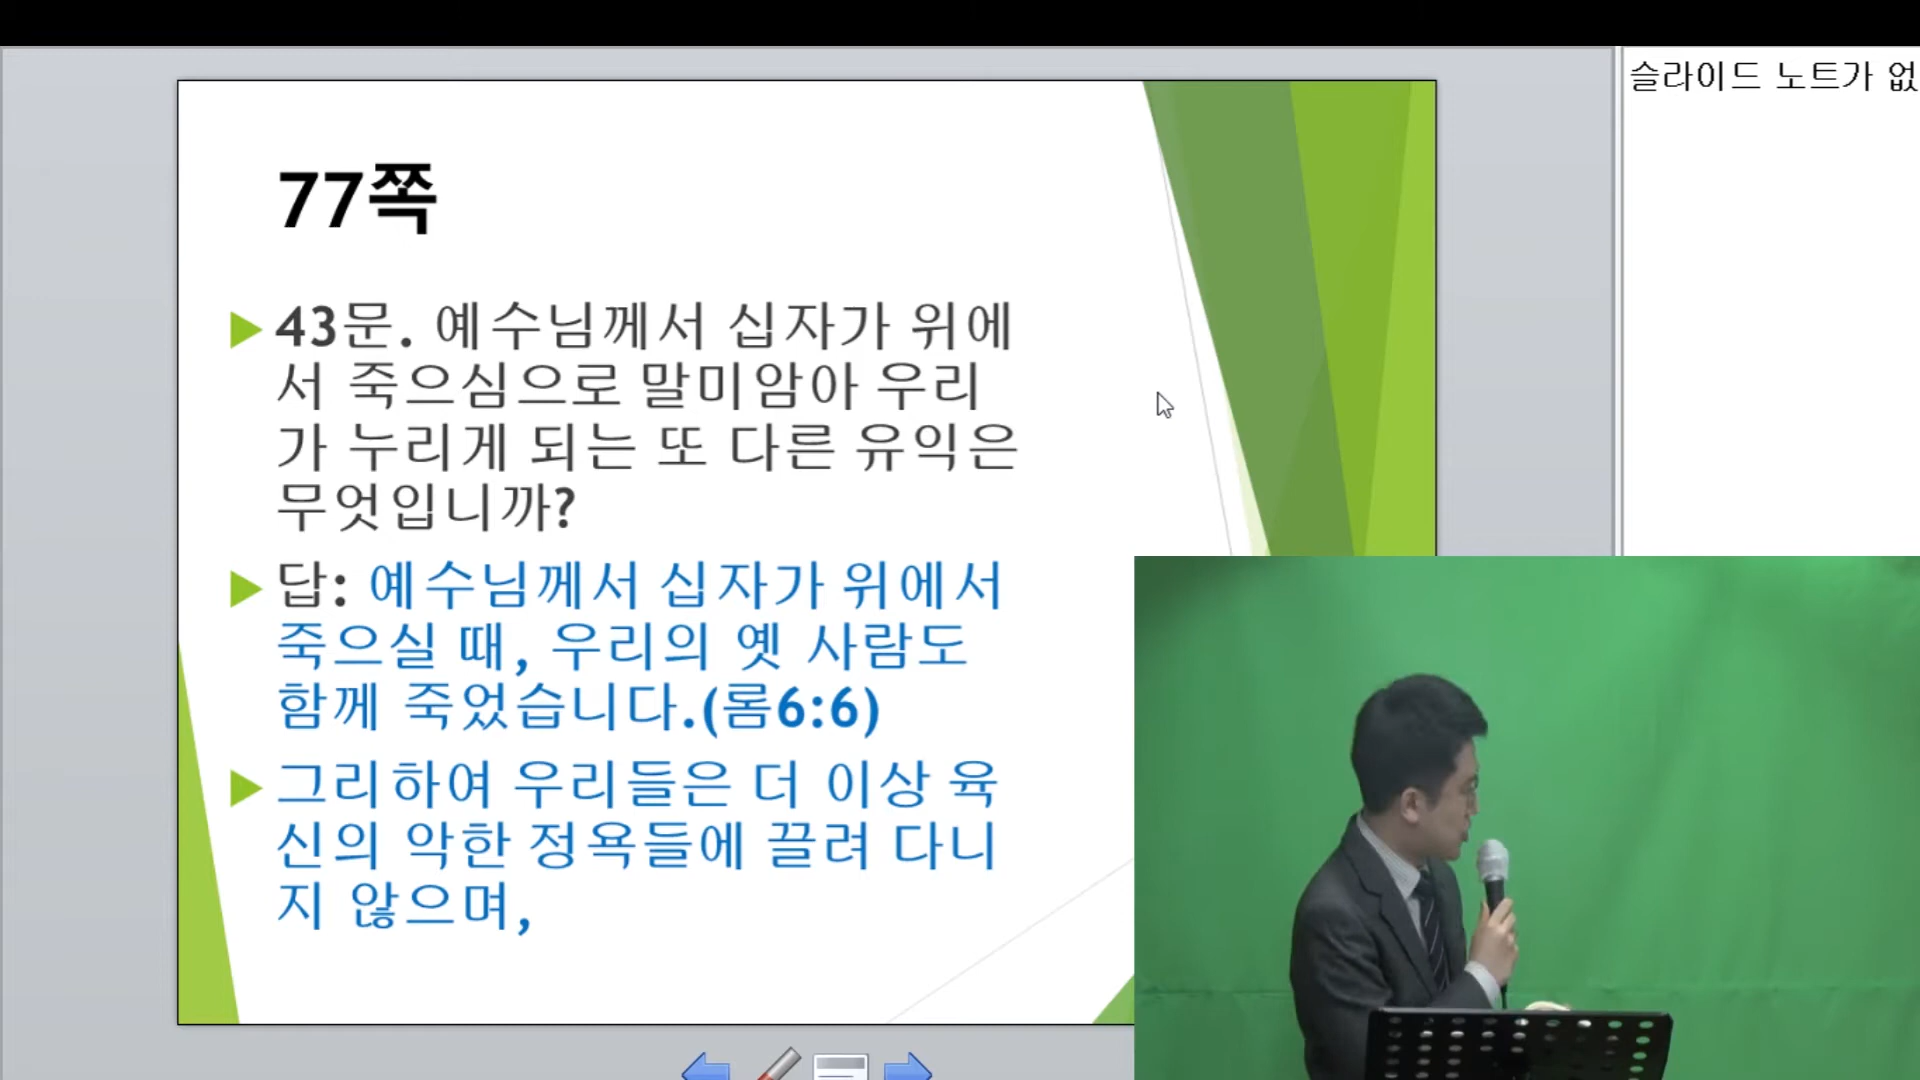 슬라이드 노트가 없
77쪽
43문. 예수님께서 십자가 위에
서 죽으심으로 말미암아 우리
가 누리게 되는 또 다른 유익은
무엇입니까?
답: 예수님께서 십자가 위에서
죽으실 때, 우리의 옛 사람도
함께 죽었습니다.(롬6:6)
그리하여 우리들은 더 이상 육
신의 악한 정욕들에 끌려 다니
지 않으며,